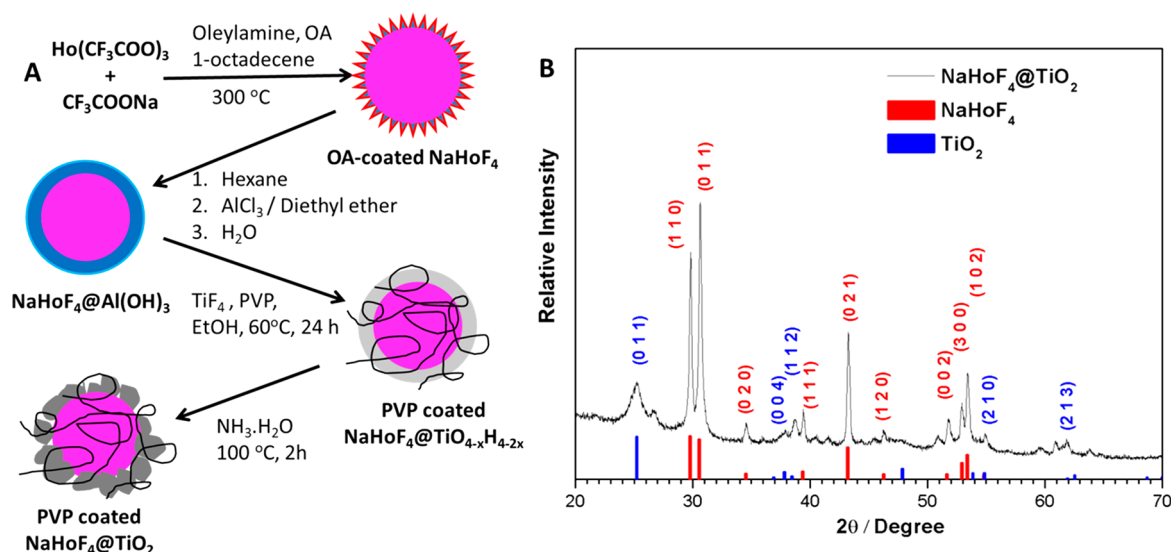 A
Ho(CF₃COO)₃
+
CF₃COONa
Oleylamine, OA
1-octadecene
300 °C
OA-coated NaHoF₄
1. Hexane
2. AlCl₃ / Diethyl ether
3. H₂O
NaHoF₄@Al(OH)₃
TiF₄ , PVP,
EtOH, 60°C, 24 h
PVP coated
NaHoF₄@TiO₄₋ₓH₄₋₂ₓ
NH₃.H₂O
100 °C, 2h
PVP coated
NaHoF₄@TiO₂
B
NaHoF₄@TiO₂
NaHoF₄
TiO₂
Relative Intensity
(0 1 1)
(1 1 0)
(0 1 1)
(0 2 0)
(0 0 4)
(1 1 2)
(1 1 1)
(0 2 1)
(1 2 0)
(0 0 2)
(3 0 0)
(1 0 2)
(2 1 0)
(2 1 3)
20 30 40 50 60 70
2θ / Degree